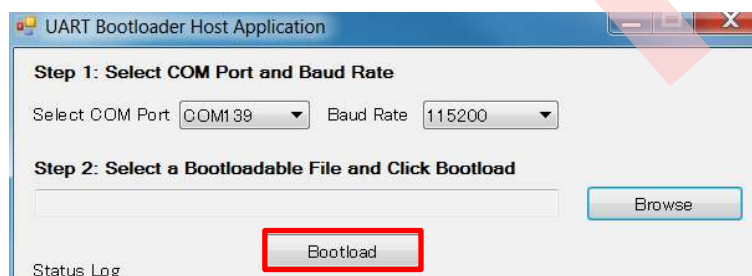 UART Bootloader Host Application
Step 1: Select COM Port and Baud Rate
Select COM Port COM139 Baud Rate 115200
Step 2: Select a Bootloadable File and Click Bootload
Browse
Bootload
Status Log